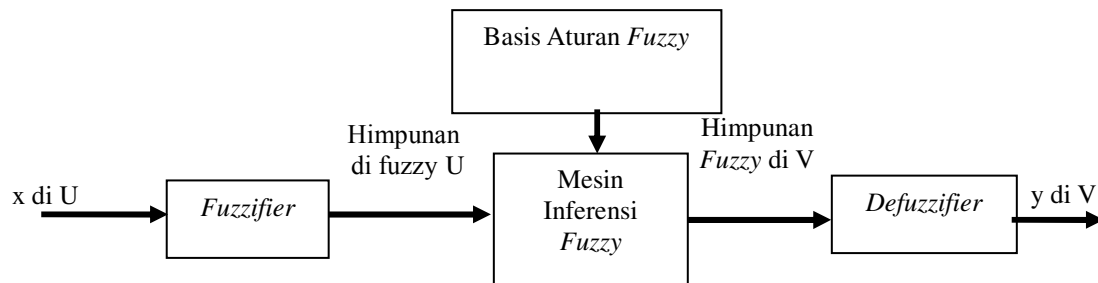 Basis Aturan Fuzzy
Himpunan
di fuzzy U
Himpunan
Fuzzy di V
x di U
Fuzzifier
Mesin
Inferensi
Fuzzy
Defuzzifier
y di V